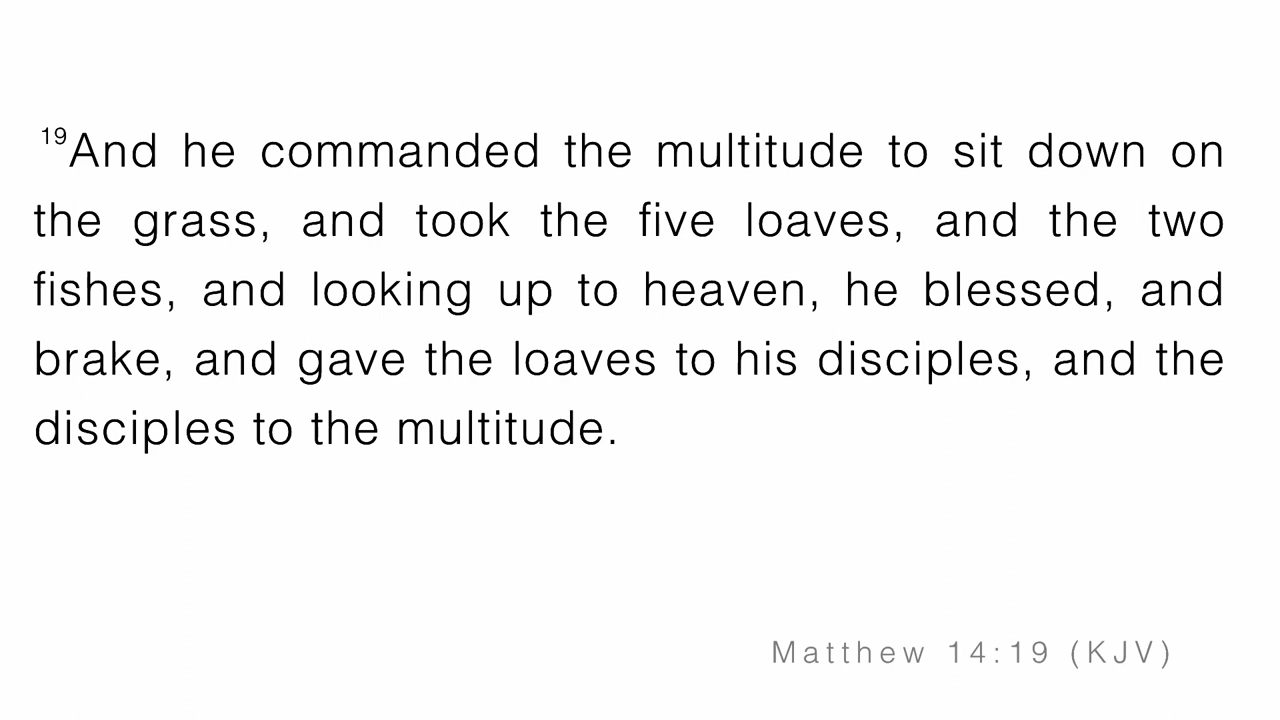 19And he commanded the multitude to sit down on
the grass, and took the five loaves, and the two
fishes, and looking up to heaven, he blessed, and
brake, and gave the loaves to his disciples, and the
disciples to the multitude.
Matthew 14:19 (KJV)